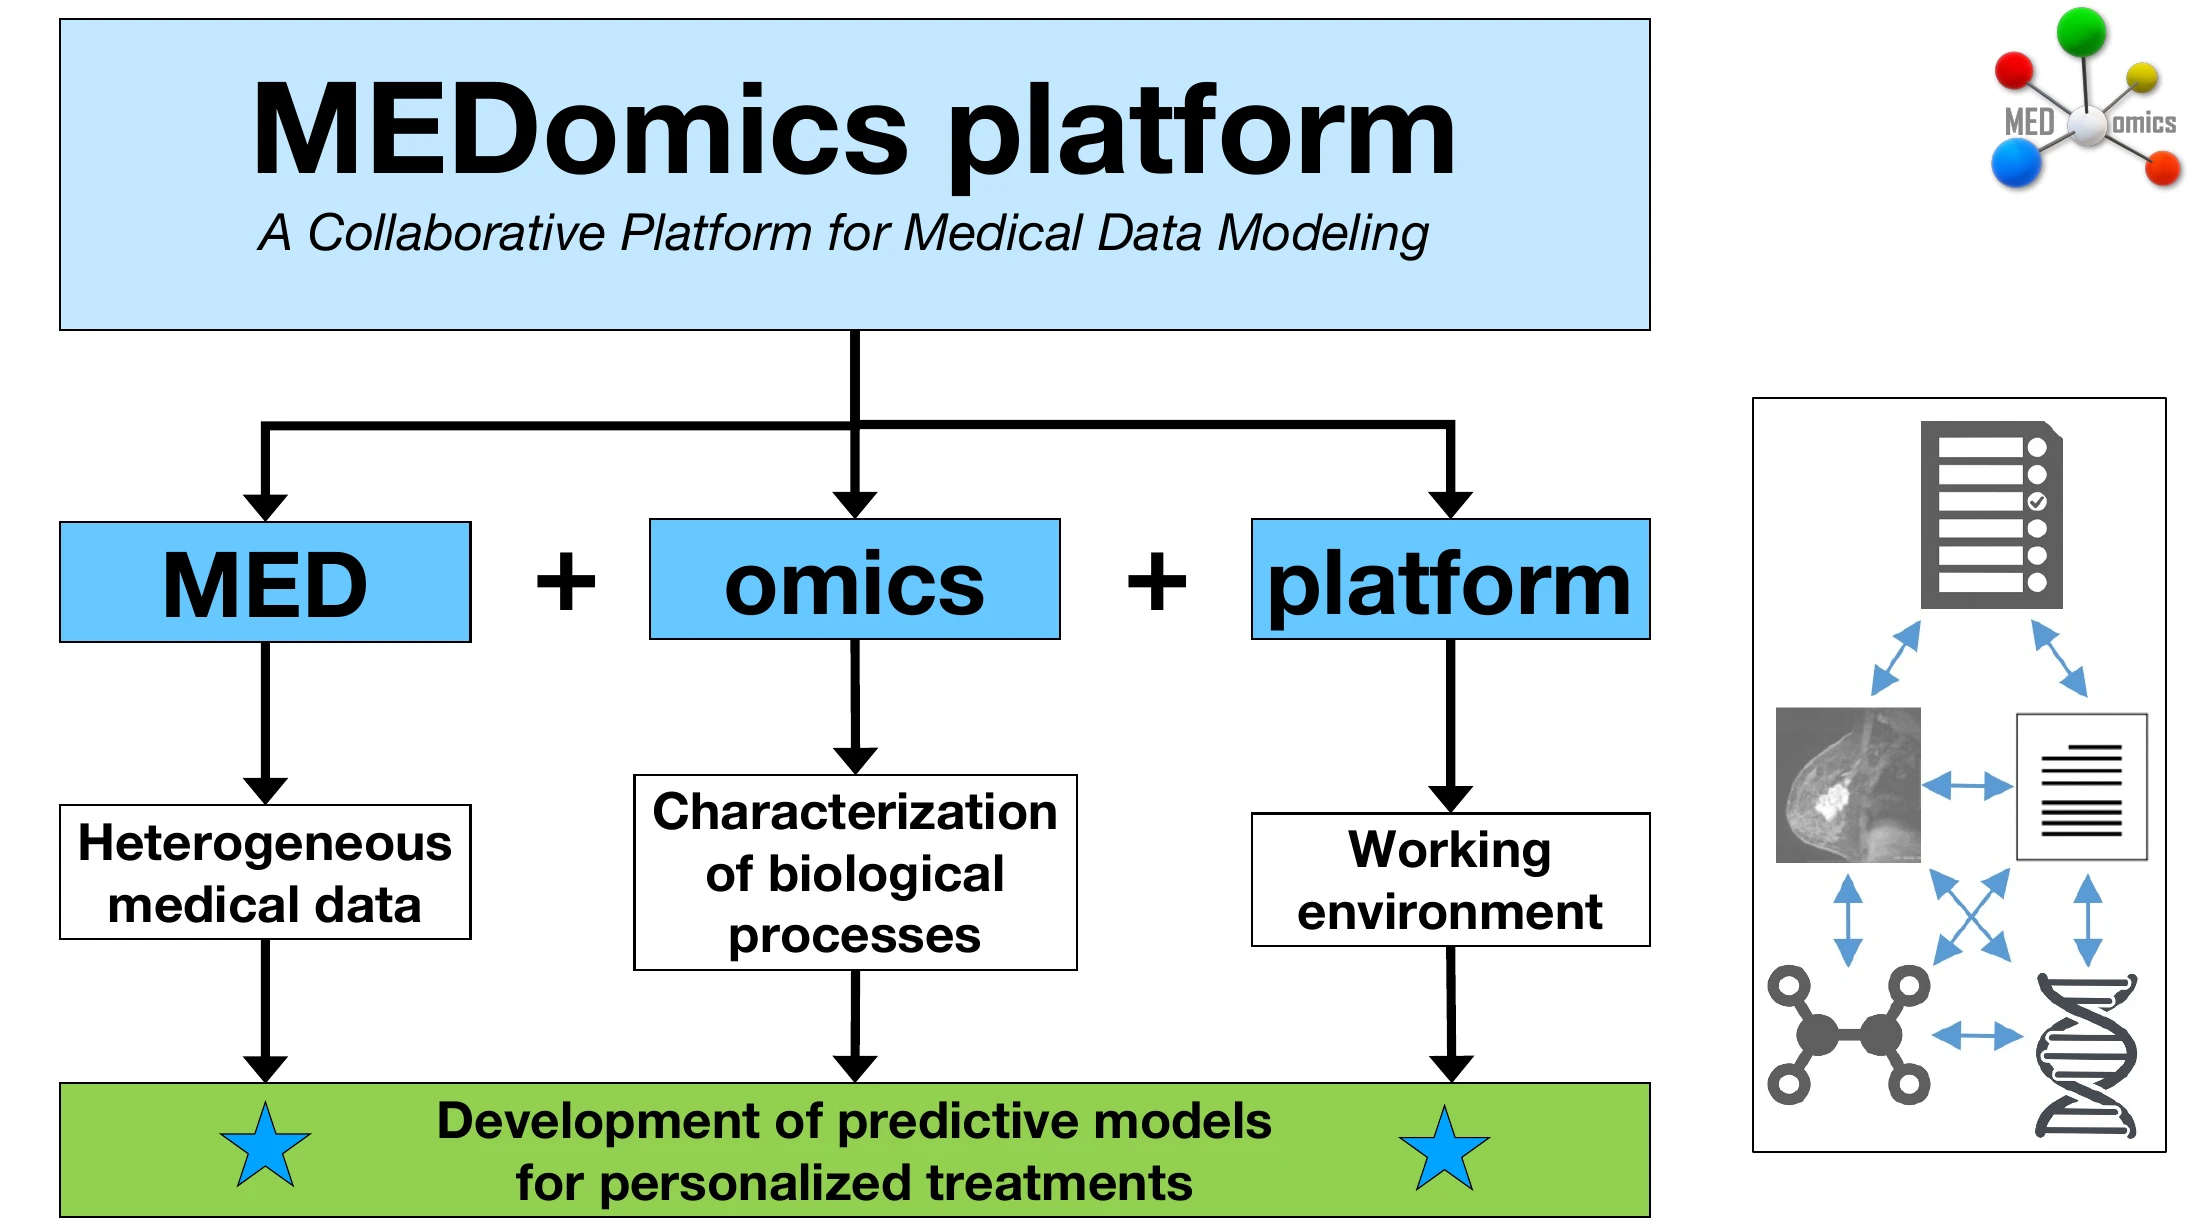 MEDomics platform
A Collaborative Platform for Medical Data Modeling
MED omics
MED + omics + platform
Heterogeneous
medical data
Characterization
of biological
processes
Working
environment
Development of predictive models
for personalized treatments